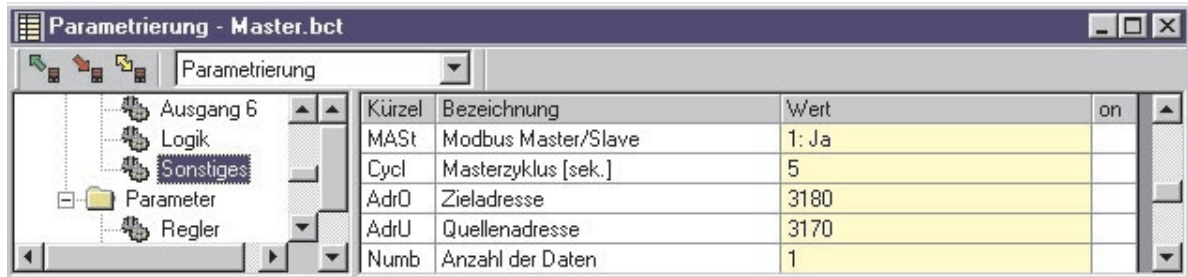 Parametrierung - Master.bct
Parametrierung
Ausgang 6
Logik
Sonstiges
Parameter
Regler
Kürzel Bezeichnung Wert on
MASt Modbus Master/Slave 1: Ja
Cycl Masterzyklus [sek.] 5
AdrO Zieladresse 3180
AdrU Quellenadresse 3170
Numb Anzahl der Daten 1